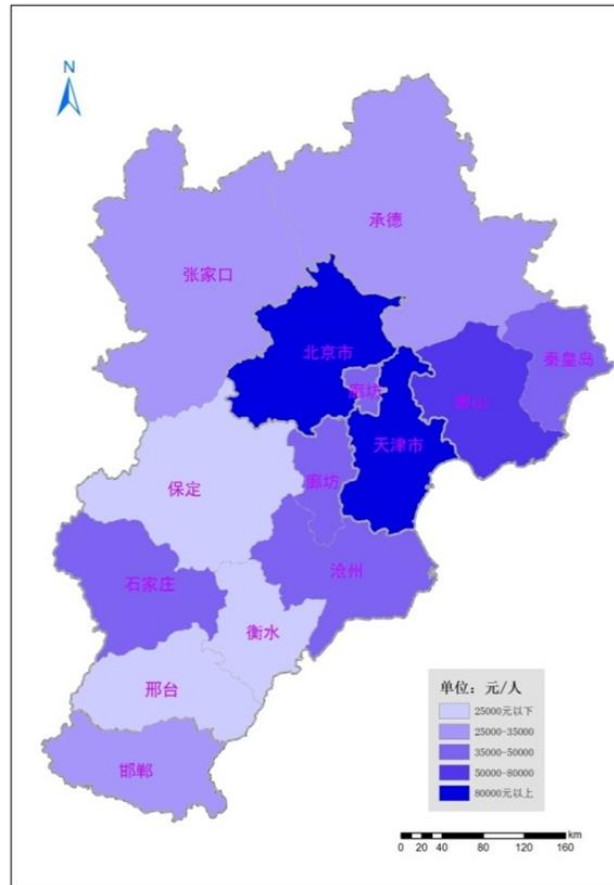 N
承德
张家口
北京市
秦皇岛
廊坊
唐山
天津市
保定
廊坊
沧州
石家庄
衡水
邢台
邯郸
单位：元/人
25000元以下
25000-35000
35000-50000
50000-80000
80000元以上
km
0 20 40 80 120 160